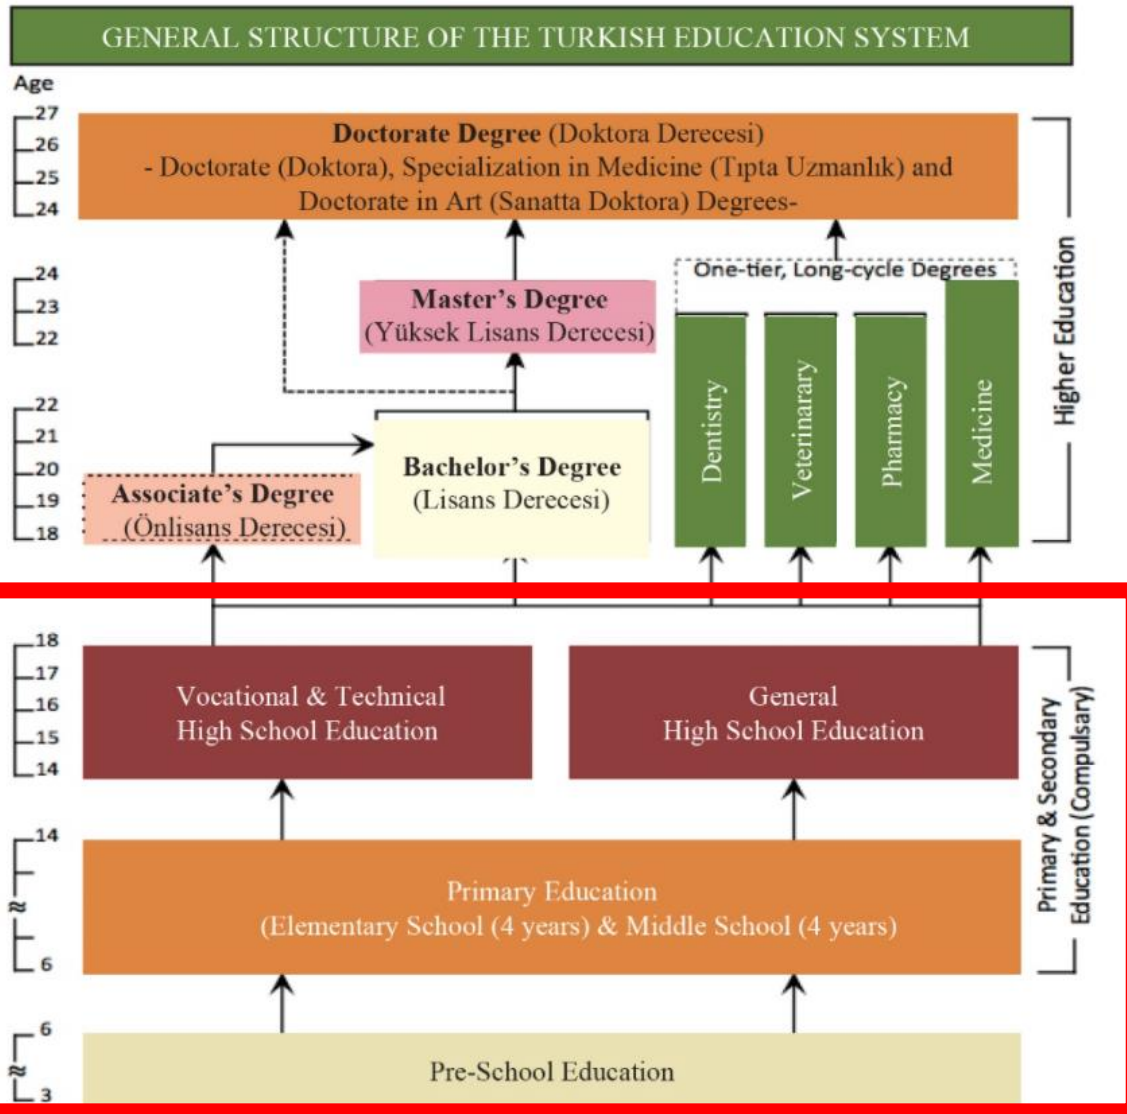 GENERAL STRUCTURE OF THE TURKISH EDUCATION SYSTEM
Age
27
26
25
24
Doctorate Degree (Doktora Derecesi)
- Doctorate (Doktora), Specialization in Medicine (Tıpta Uzmanlık) and
Doctorate in Art (Sanatta Doktora) Degrees-
24
23
22
Master's Degree
(Yüksek Lisans Derecesi)
One-tier, Long-cycle Degrees
22
21
20
19
18
Associate's Degree
(Önlisans Derecesi)
Bachelor's Degree
(Lisans Derecesi)
Dentistry
Veterinarary
Pharmacy
Medicine
Higher Education
18
17
16
15
14
Vocational & Technical
High School Education
General
High School Education
14
6
Primary Education
(Elementary School (4 years) & Middle School (4 years)
Primary & Secondary
Education (Compulsary)
6
3
Pre-School Education